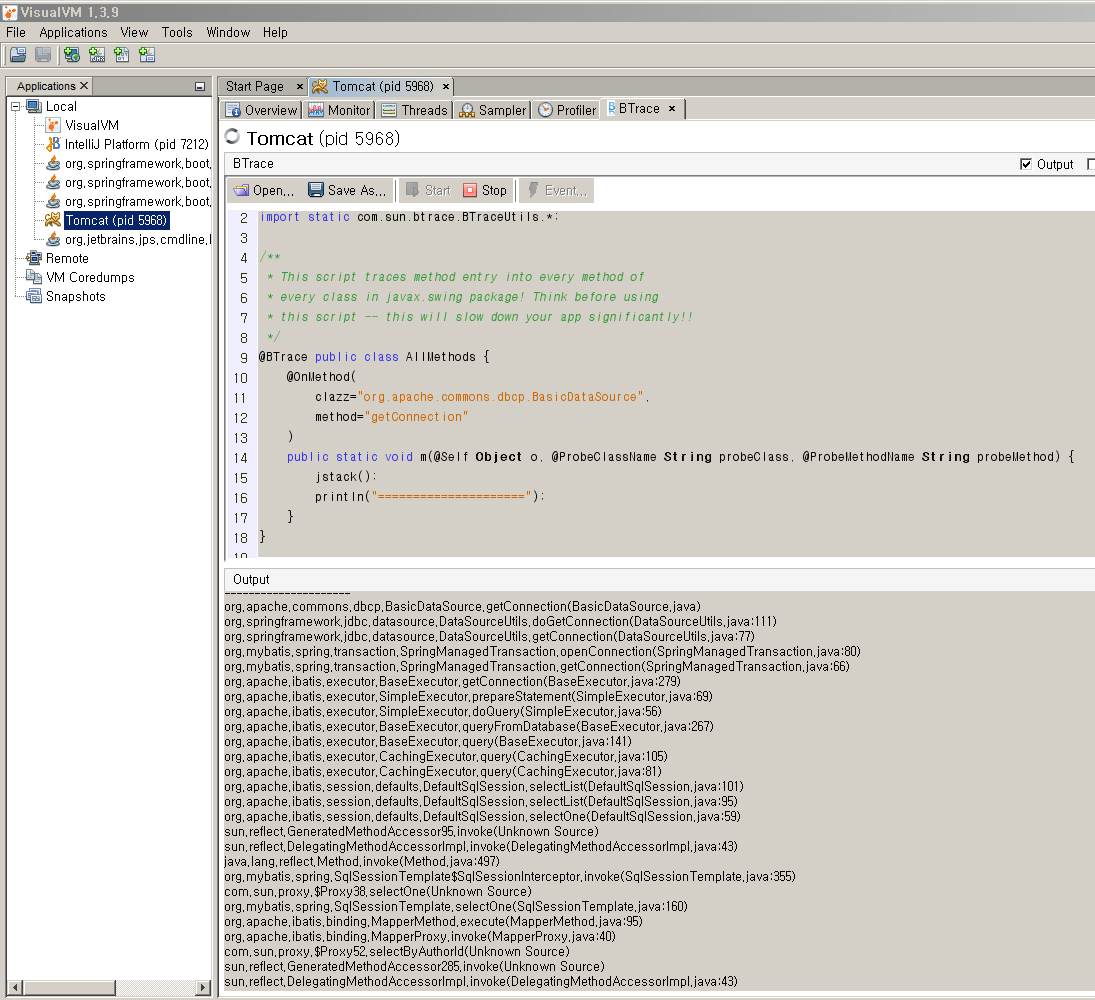 VisualVM 1.3.9
File Applications View Tools Window Help
Applications
Local
VisualVM
IntelliJ Platform (pid 7212)
org.springframework.boot.
org.springframework.boot.
org.springframework.boot.
Tomcat (pid 5968)
org.jetbrains.jps.cmdline.l
Remote
VM Coredumps
Snapshots
Start Page Tomcat (pid 5968)
Overview Monitor Threads Sampler Profiler BTrace
Tomcat (pid 5968)
BTrace Output
Open... Save As... Start Stop Event...
2 import static com.sun.btrace.BTraceUtils.*;
3
4 /**
5 * This script traces method entry into every method of
6 * every class in javax.swing package! Think before using
7 * this script -- this will slow down your app significantly!!
8 */
9 @BTrace public class AllMethods {
10 @OnMethod(
11 clazz="org.apache.commons.dbcp.BasicDataSource",
12 method="getConnection"
13 )
14 public static void m(@Self Object o, @ProbeClassName String probeClass, @ProbeMethodName String probeMethod) {
15 jstack();
16 println("=====================");
17 }
18 }
19
Output
---------------------
org.apache.commons.dbcp.BasicDataSource.getConnection(BasicDataSource.java)
org.springframework.jdbc.datasource.DataSourceUtils.doGetConnection(DataSourceUtils.java:111)
org.springframework.jdbc.datasource.DataSourceUtils.getConnection(DataSourceUtils.java:77)
org.mybatis.spring.transaction.SpringManagedTransaction.openConnection(SpringManagedTransaction.java:80)
org.mybatis.spring.transaction.SpringManagedTransaction.getConnection(SpringManagedTransaction.java:66)
org.apache.ibatis.executor.BaseExecutor.getConnection(BaseExecutor.java:279)
org.apache.ibatis.executor.SimpleExecutor.prepareStatement(SimpleExecutor.java:69)
org.apache.ibatis.executor.SimpleExecutor.doQuery(SimpleExecutor.java:56)
org.apache.ibatis.executor.BaseExecutor.queryFromDatabase(BaseExecutor.java:267)
org.apache.ibatis.executor.BaseExecutor.query(BaseExecutor.java:141)
org.apache.ibatis.executor.CachingExecutor.query(CachingExecutor.java:105)
org.apache.ibatis.executor.CachingExecutor.query(CachingExecutor.java:81)
org.apache.ibatis.session.defaults.DefaultSqlSession.selectList(DefaultSqlSession.java:101)
org.apache.ibatis.session.defaults.DefaultSqlSession.selectList(DefaultSqlSession.java:95)
org.apache.ibatis.session.defaults.DefaultSqlSession.selectOne(DefaultSqlSession.java:59)
sun.reflect.GeneratedMethodAccessor95.invoke(Unknown Source)
sun.reflect.DelegatingMethodAccessorImpl.invoke(DelegatingMethodAccessorImpl.java:43)
java.lang.reflect.Method.invoke(Method.java:497)
org.mybatis.spring.SqlSessionTemplate$SqlSessionInterceptor.invoke(SqlSessionTemplate.java:355)
com.sun.proxy.$Proxy38.selectOne(Unknown Source)
org.mybatis.spring.SqlSessionTemplate.selectOne(SqlSessionTemplate.java:160)
org.apache.ibatis.binding.MapperMethod.execute(MapperMethod.java:95)
org.apache.ibatis.binding.MapperProxy.invoke(MapperProxy.java:40)
com.sun.proxy.$Proxy52.selectByAuthorId(Unknown Source)
sun.reflect.GeneratedMethodAccessor285.invoke(Unknown Source)
sun.reflect.DelegatingMethodAccessorImpl.invoke(DelegatingMethodAccessorImpl.java:43)